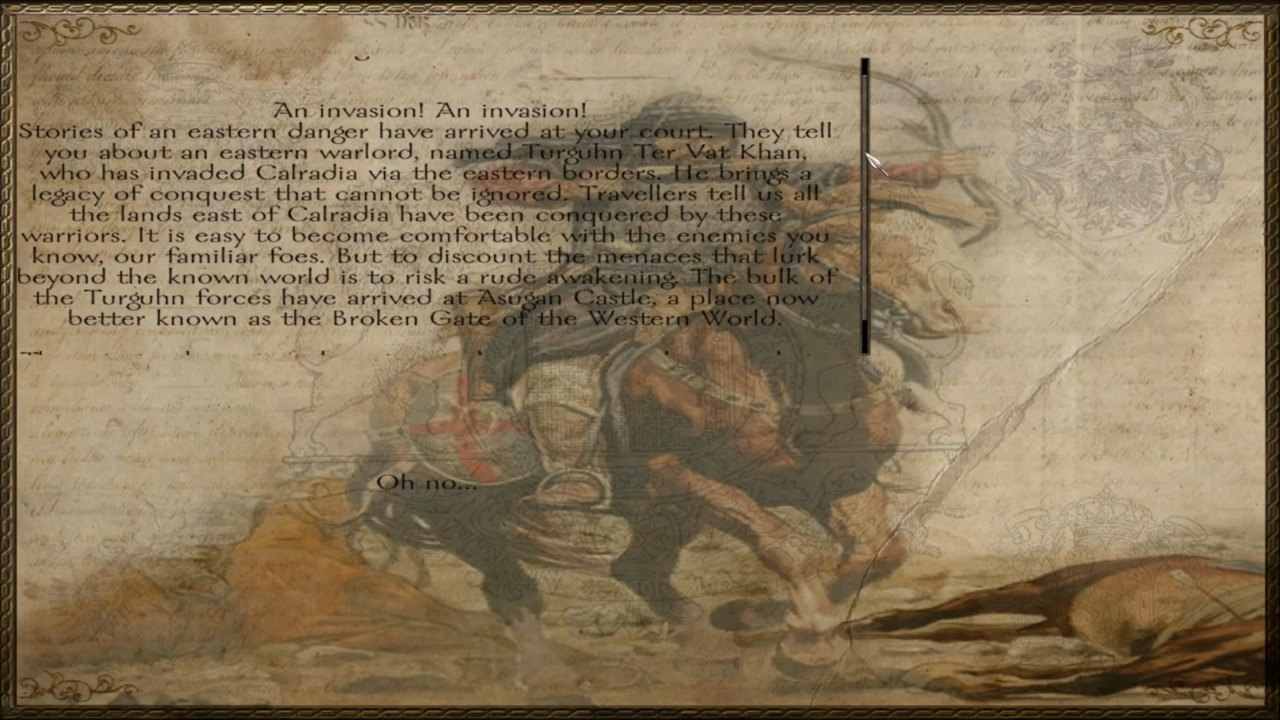 An invasion! An invasion!
Stories of an eastern danger have arrived at your court. They tell
you about an eastern warlord, named Turguhn Ter Vat Khan,
who has invaded Calradia via the eastern borders. He brings a
legacy of conquest that cannot be ignored. Travellers tell us all
the lands east of Calradia have been conquered by these
warriors. It is easy to become comfortable with the enemies you
know, our familiar foes. But to discount the menaces that lurk
beyond the known world is to risk a rude awakening. The bulk of
the Turguhn forces have arrived at Asugan Castle, a place now
better known as the Broken Gate of the Western World.
Oh no...